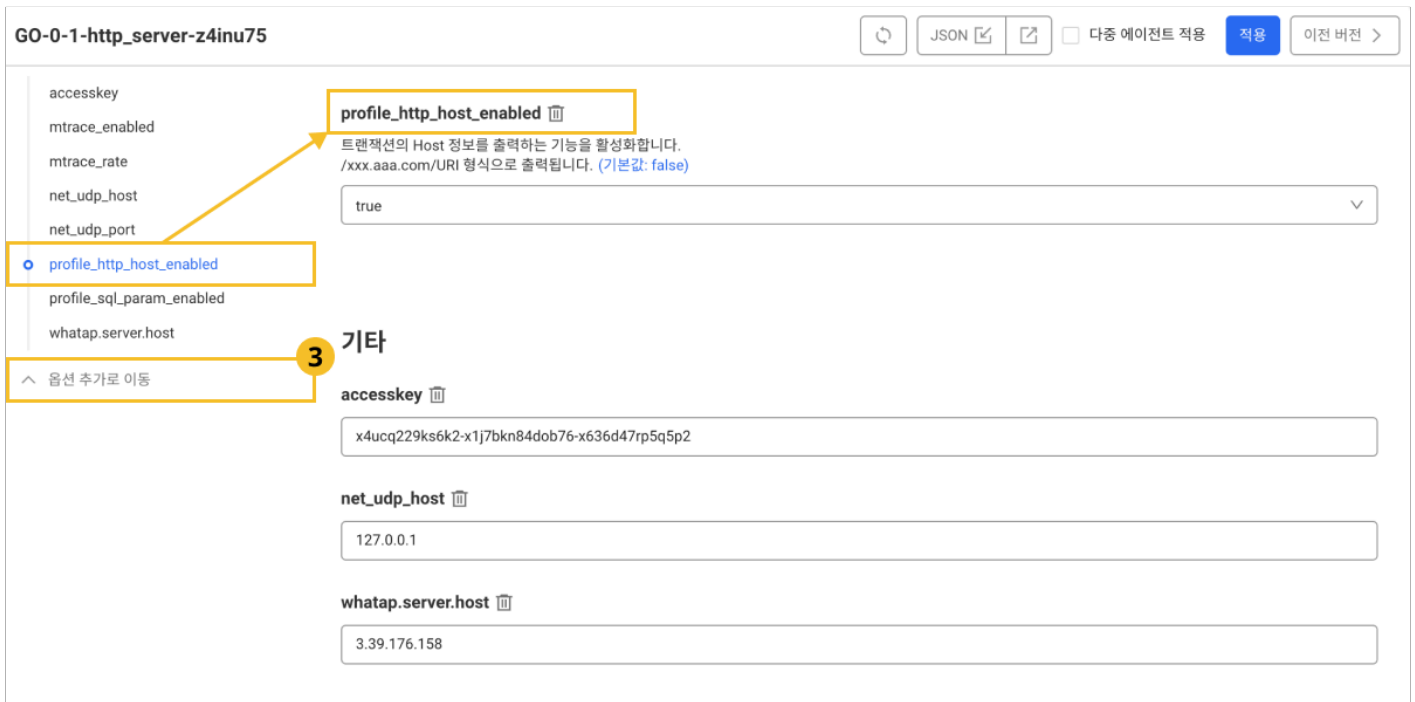 GO-0-1-http_server-z4inu75
JSON
다중 에이전트 적용
적용
이전 버전
accesskey
mtrace_enabled
mtrace_rate
net_udp_host
net_udp_port
profile_http_host_enabled
profile_sql_param_enabled
whatap.server.host
3
옵션 추가로 이동
profile_http_host_enabled
트랜잭션의 Host 정보를 출력하는 기능을 활성화합니다.
/xxx.aaa.com/URI 형식으로 출력됩니다. (기본값: false)
true
기타
accesskey
x4ucq229ks6k2-x1j7bkn84dob76-x636d47rp5q5p2
net_udp_host
127.0.0.1
whatap.server.host
3.39.176.158